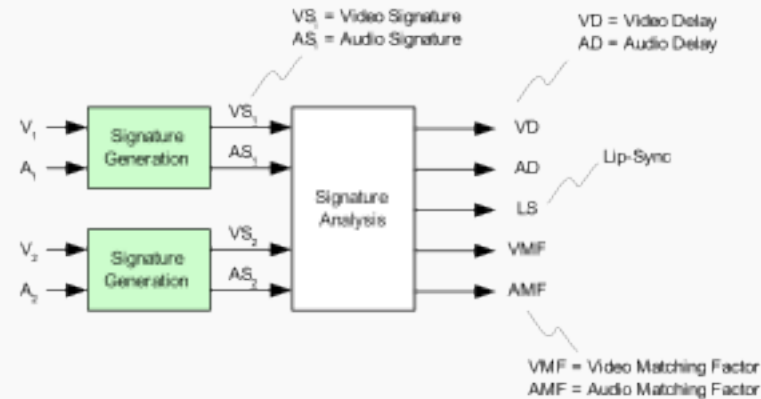 VSᵢ = Video Signature
ASᵢ = Audio Signature
VD = Video Delay
AD = Audio Delay
V₁
A₁
Signature
Generation
VS₁
AS₁
V₂
A₂
Signature
Generation
VS₂
AS₂
Signature
Analysis
VD
AD
LS
VMF
AMF
Lip-Sync
VMF = Video Matching Factor
AMF = Audio Matching Factor